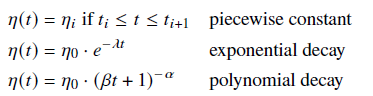 η(t) = ηᵢ if tᵢ ≤ t ≤ tᵢ₊₁ piecewise constant
η(t) = η₀ · e^{−λt} exponential decay
η(t) = η₀ · (βt + 1)^{−α} polynomial decay